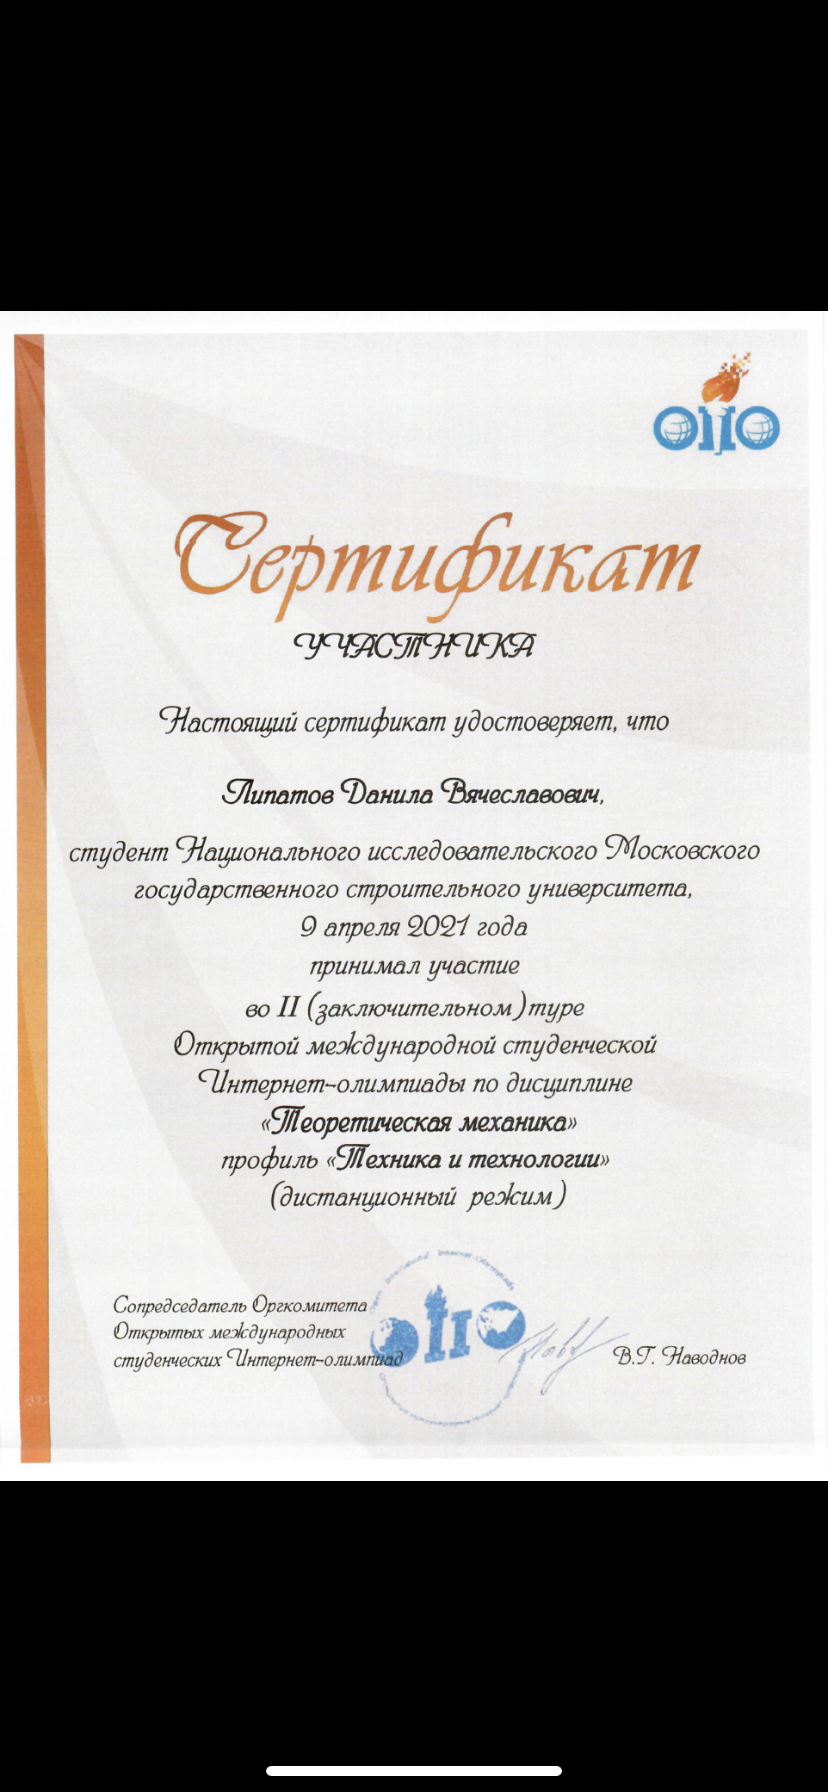 Сертификат
УЧАСТНИКА
Настоящий сертификат удостоверяет, что
Липатов Данила Вячеславович,
студент Национального исследовательского Московского
государственного строительного университета,
9 апреля 2021 года
принимал участие
во II (заключительном) туре
Открытой международной студенческой
Интернет-олимпиады по дисциплине
«Теоретическая механика»
профиль «Техника и технологии»
(дистанционный режим)
Сопредседатель Оргкомитета
Открытых международных
студенческих Интернет-олимпиад
В.Г. Наводнов